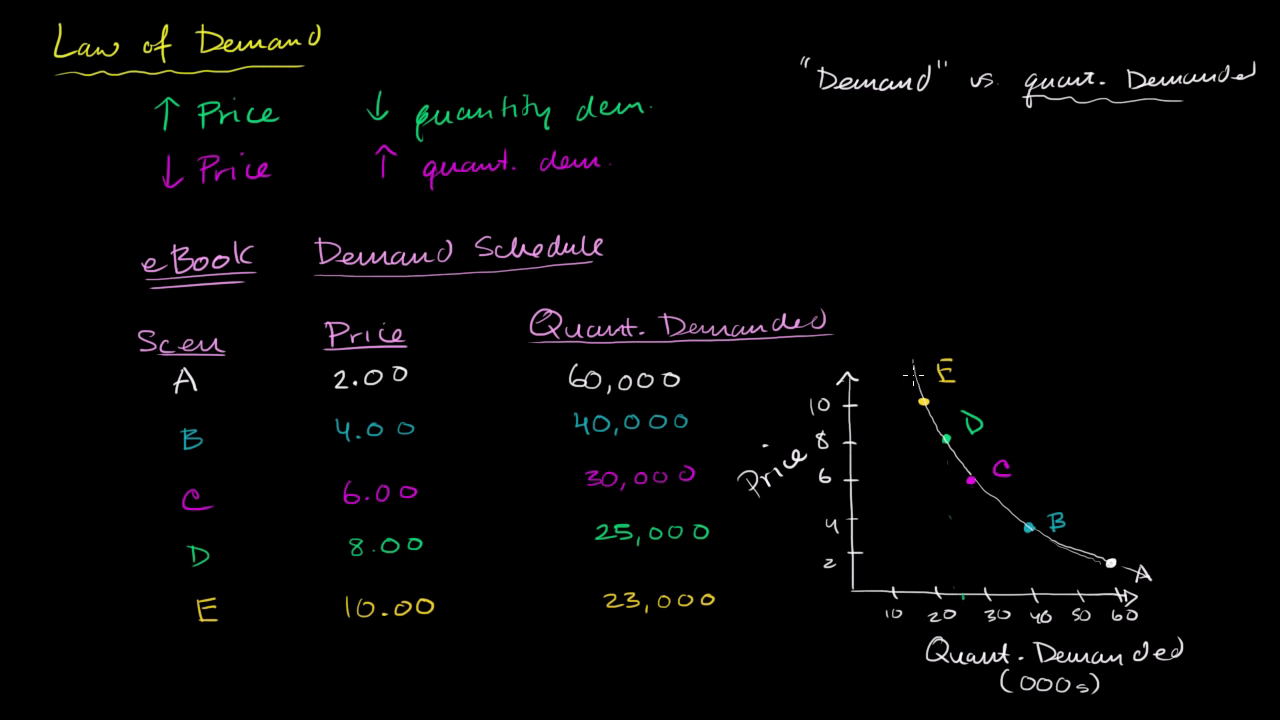 Law of Demand
"Demand" vs. quant. Demanded
↑ Price ↓ quantity dem.
↓ Price ↑ quant. dem.
eBook Demand Schedule
Scen Price Quant. Demanded
A 2.00 60,000
B 4.00 40,000
C 6.00 30,000
D 8.00 25,000
E 10.00 23,000
E
D
C
B
A
Price
10
8
6
4
2
10 20 30 40 50 60
Quant. Demanded
(000s)